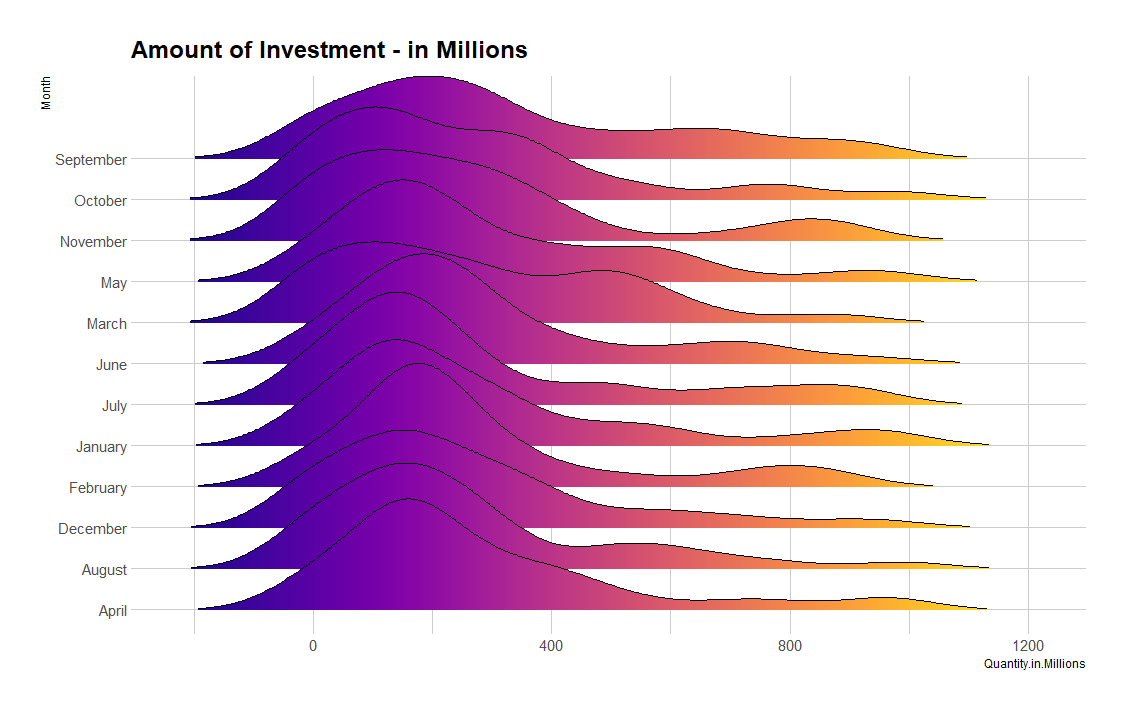 Amount of Investment - in Millions
Month
September
October
November
May
March
June
July
January
February
December
August
April
0 400 800 1200
Quantity.in.Millions